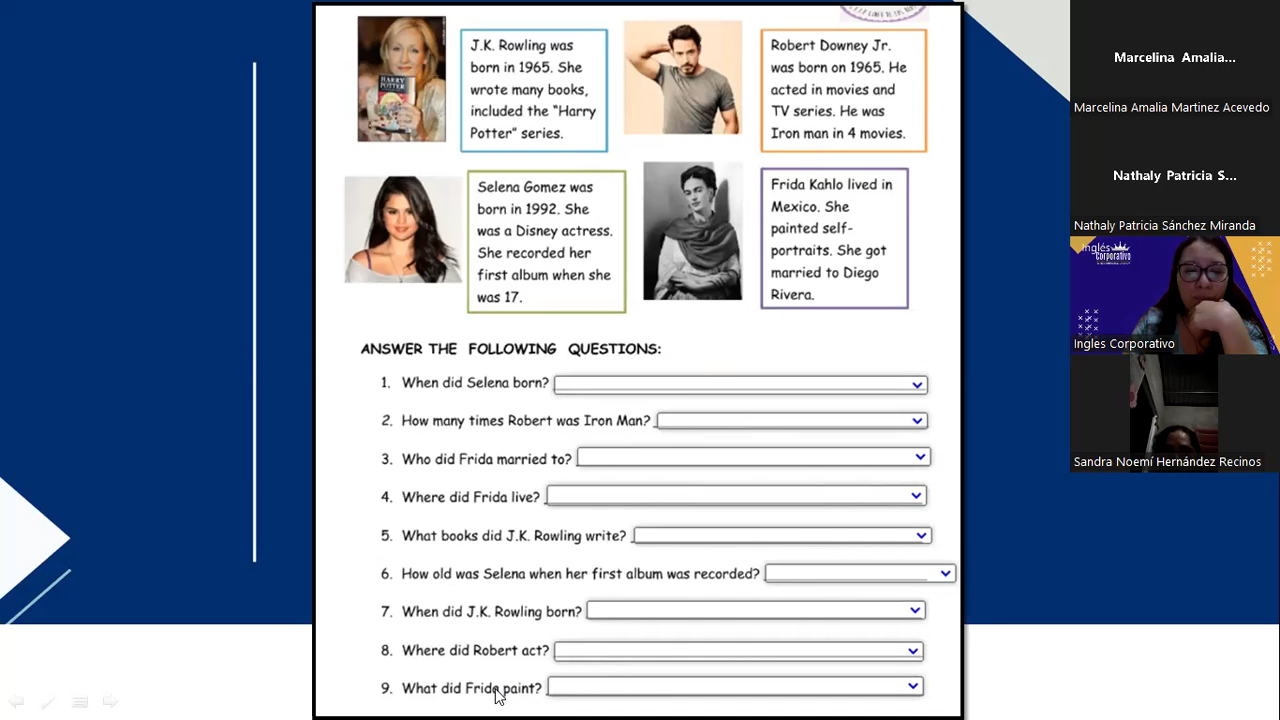 J.K. Rowling was
born in 1965. She
wrote many books,
included the "Harry
Potter" series.
Robert Downey Jr.
was born on 1965. He
acted in movies and
TV series. He was
Iron man in 4 movies.
Selena Gomez was
born in 1992. She
was a Disney actress.
She recorded her
first album when she
was 17.
Frida Kahlo lived in
Mexico. She
painted self-
portraits. She got
married to Diego
Rivera.
ANSWER THE FOLLOWING QUESTIONS:
1. When did Selena born?
2. How many times Robert was Iron Man?
3. Who did Frida married to?
4. Where did Frida live?
5. What books did J.K. Rowling write?
6. How old was Selena when her first album was recorded?
7. When did J.K. Rowling born?
8. Where did Robert act?
9. What did Frida paint?
HARRY
POTTER
Marcelina Amalia...
Marcelina Amalia Martinez Acevedo
Nathaly Patricia S...
Nathaly Patricia Sánchez Miranda
Inglés
Corporativo
Ingles Corporativo
Sandra Noemí Hernández Recinos